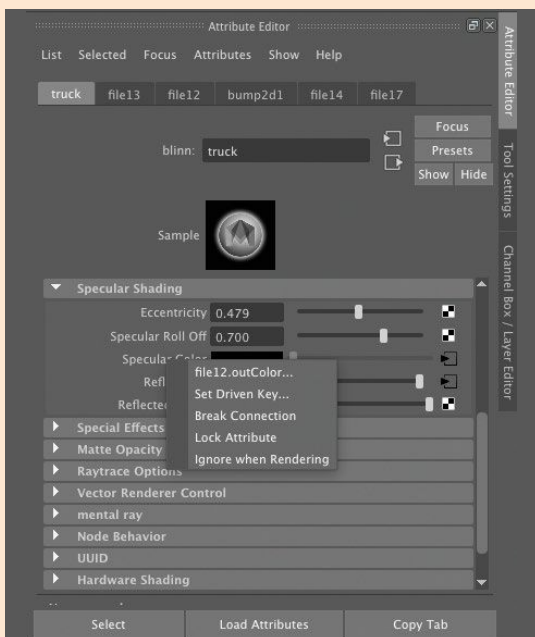 Attribute Editor
List Selected Focus Attributes Show Help
truck file13 file12 bump2d1 file14 file17
Focus
blinn: truck
Presets
Show Hide
Sample
Specular Shading
Eccentricity 0.479
Specular Roll Off 0.700
Specular Color
file12.outColor...
Set Driven Key...
Reflected
Break Connection
Special Effects
Lock Attribute
Matte Opacity
Ignore when Rendering
Raytrace Options
Vector Renderer Control
mental ray
Node Behavior
UUID
Hardware Shading
Select Load Attributes Copy Tab
Attribute Editor
Tool Settings
Channel Box / Layer Editor